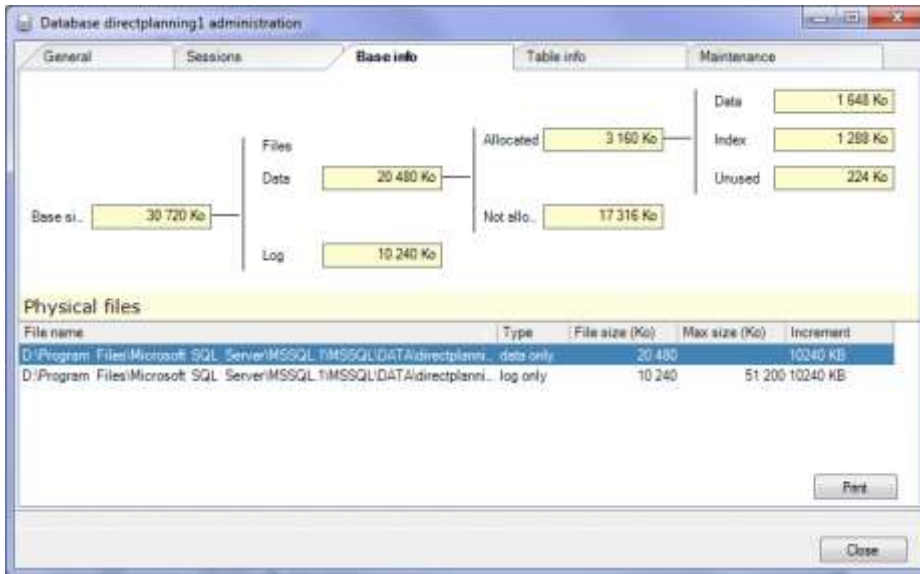 Database directplanning1 administration
General Sessions Base info Table info Maintenance
Data 1 648 Ko
Files Allocated 3 160 Ko Index 1 288 Ko
Data 20 480 Ko Unused 224 Ko
Base si.. 30 720 Ko Not allo.. 17 316 Ko
Log 10 240 Ko
Physical files
File name Type File size (Ko) Max size (Ko) Increment
D:\Program Files\Microsoft SQL Server\MSSQL.1\MSSQL\DATA\directplanni... data only 20 480 10240 KB
D:\Program Files\Microsoft SQL Server\MSSQL.1\MSSQL\DATA\directplanni... log only 10 240 51 200 10240 KB
Print
Close